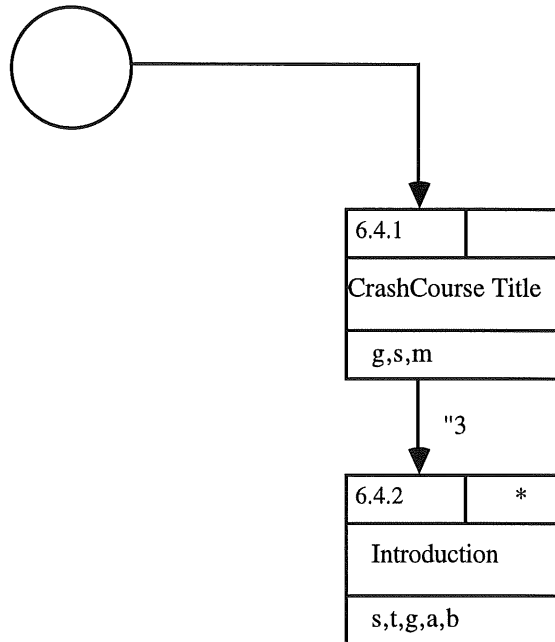 6.4.1
CrashCourse Title
g,s,m
"3
6.4.2 *
Introduction
s,t,g,a,b